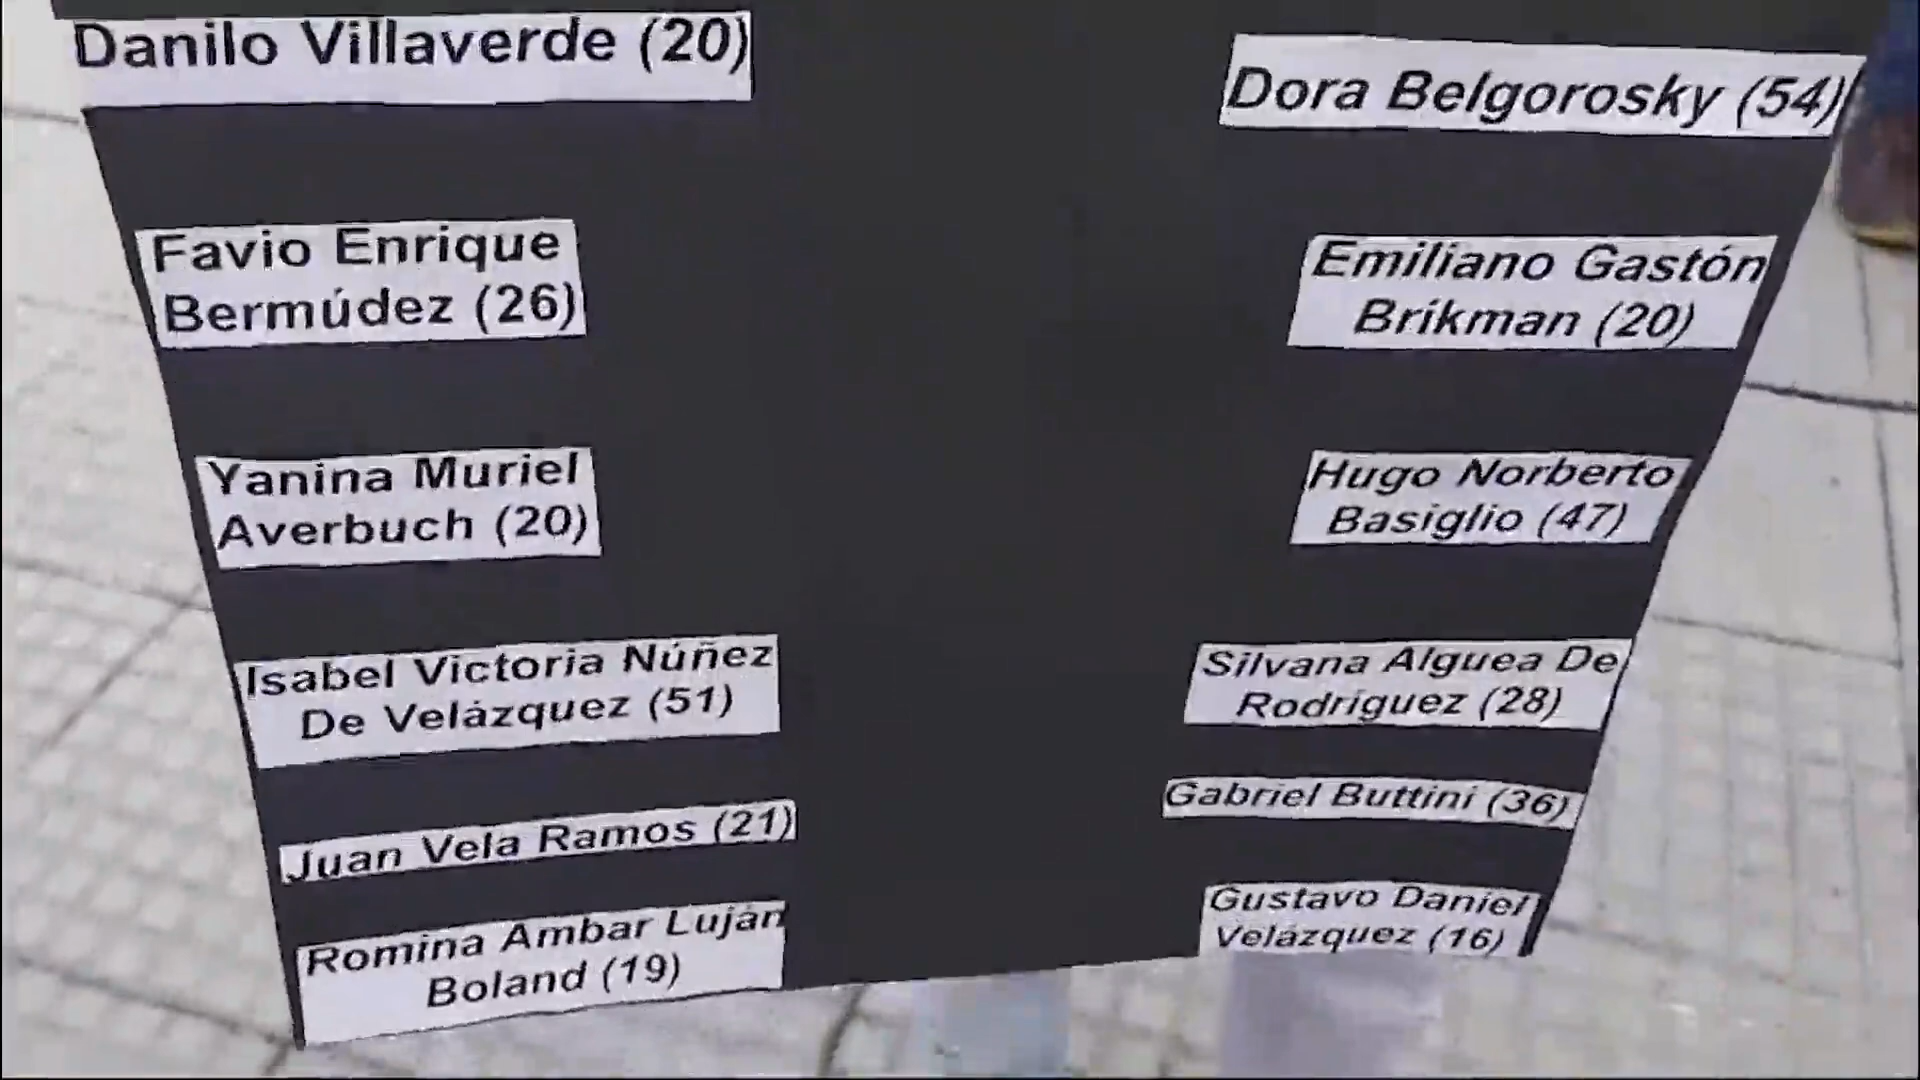 Danilo Villaverde (20)
Favio Enrique
Bermúdez (26)
Yanina Muriel
Averbuch (20)
Isabel Victoria Núñez
De Velázquez (51)
Juan Vela Ramos (21)
Romina Ambar Luján
Boland (19)
Dora Belgorosky (54)
Emiliano Gastón
Bríkman (20)
Hugo Norberto
Basiglio (47)
Silvana Alguea De
Rodríguez (28)
Gabriel Buttini (36)
Gustavo Daniel
Velázquez (16)